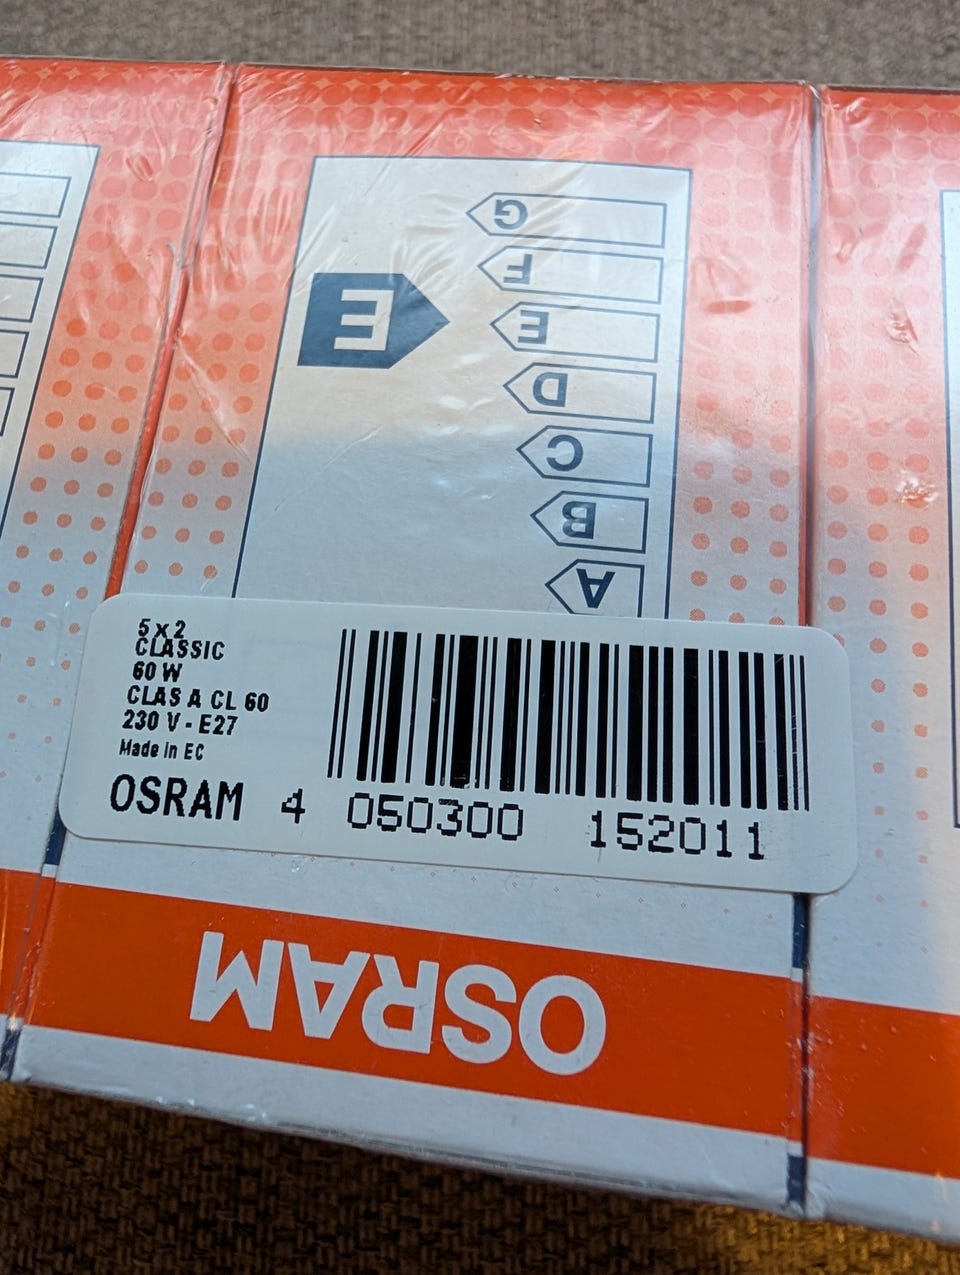 G
F
E
E
D
C
B
A
5 x 2
CLASSIC
60 W
CLAS A CL 60
230 V - E27
Made in EC
OSRAM 4 050300 152011
OSRAM